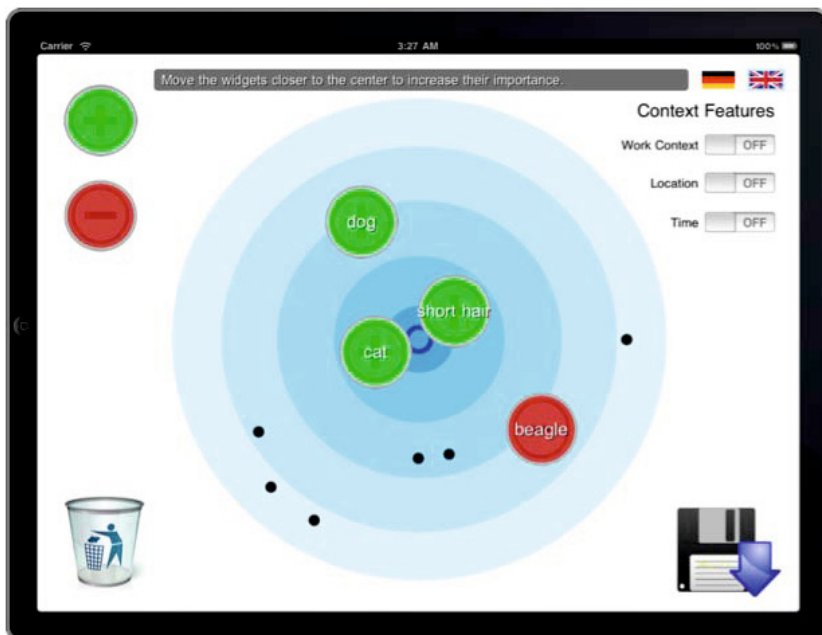 Carrier
3:27 AM
100%
Move the widgets closer to the center to increase their importance.
Context Features
Work Context OFF
Location OFF
Time OFF
dog
short hair
cat
beagle